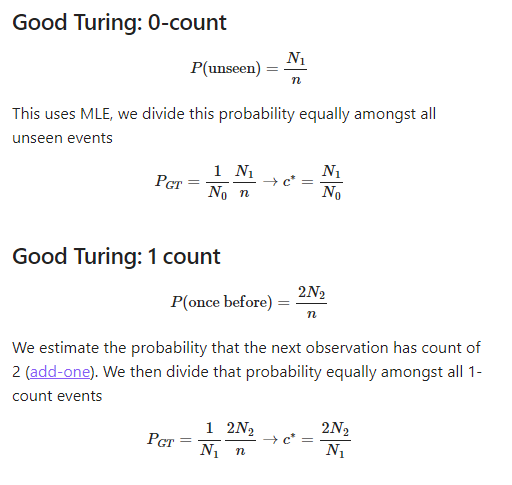 Good Turing: 0-count
P(unseen) = N₁/n
This uses MLE, we divide this probability equally amongst all
unseen events
P_GT = 1/N₀ N₁/n → c* = N₁/N₀
Good Turing: 1 count
P(once before) = 2N₂/n
We estimate the probability that the next observation has count of
2 (add-one). We then divide that probability equally amongst all 1-
count events
P_GT = 1/N₁ 2N₂/n → c* = 2N₂/N₁